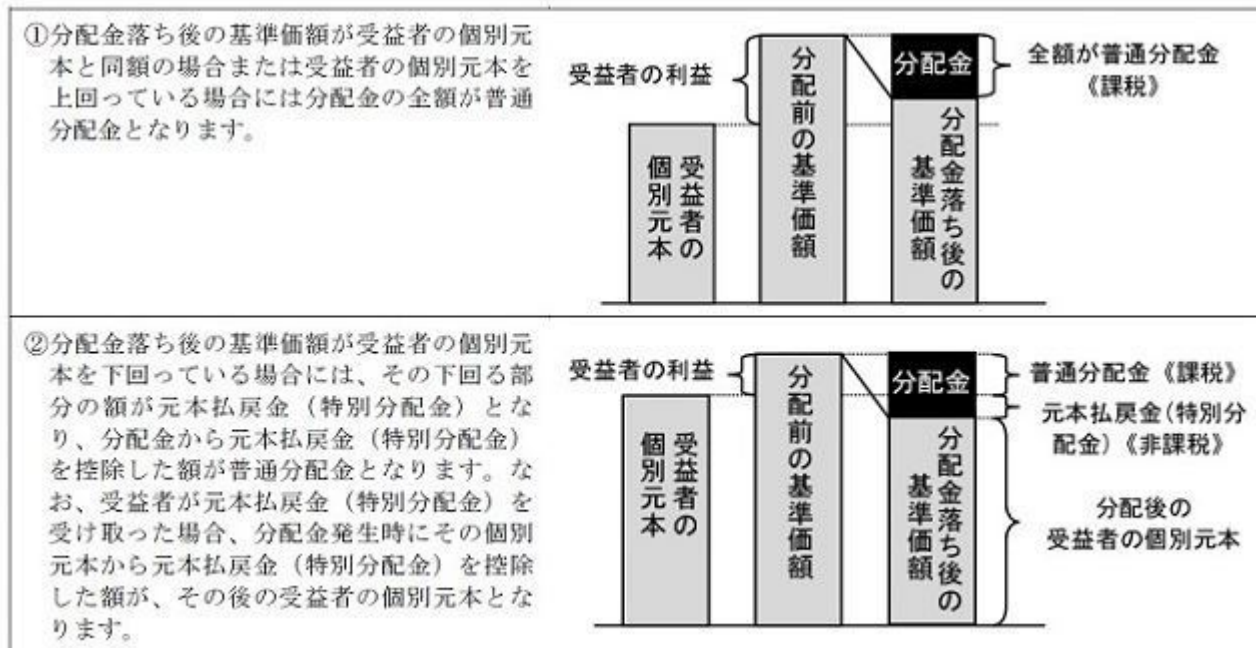 ①分配金落ち後の基準価額が受益者の個別元
本と同額の場合または受益者の個別元本を
上回っている場合には分配金の全額が普通
分配金となります。
受益者の利益
分配前の基準価額
分配金
全額が普通分配金
《課税》
受益者の
個別元本
分配金落ち後の
基準価額
②分配金落ち後の基準価額が受益者の個別元
本を下回っている場合には、その下回る部
分の額が元本払戻金（特別分配金）とな
り、分配金から元本払戻金（特別分配金）
を控除した額が普通分配金となります。な
お、受益者が元本払戻金（特別分配金）を
受け取った場合、分配金発生時にその個別
元本から元本払戻金（特別分配金）を控除
した額が、その後の受益者の個別元本とな
ります。
受益者の利益
分配前の基準価額
分配金
普通分配金《課税》
元本払戻金（特別分
配金）《非課税》
受益者の
個別元本
分配金落ち後の
基準価額
分配後の
受益者の個別元本